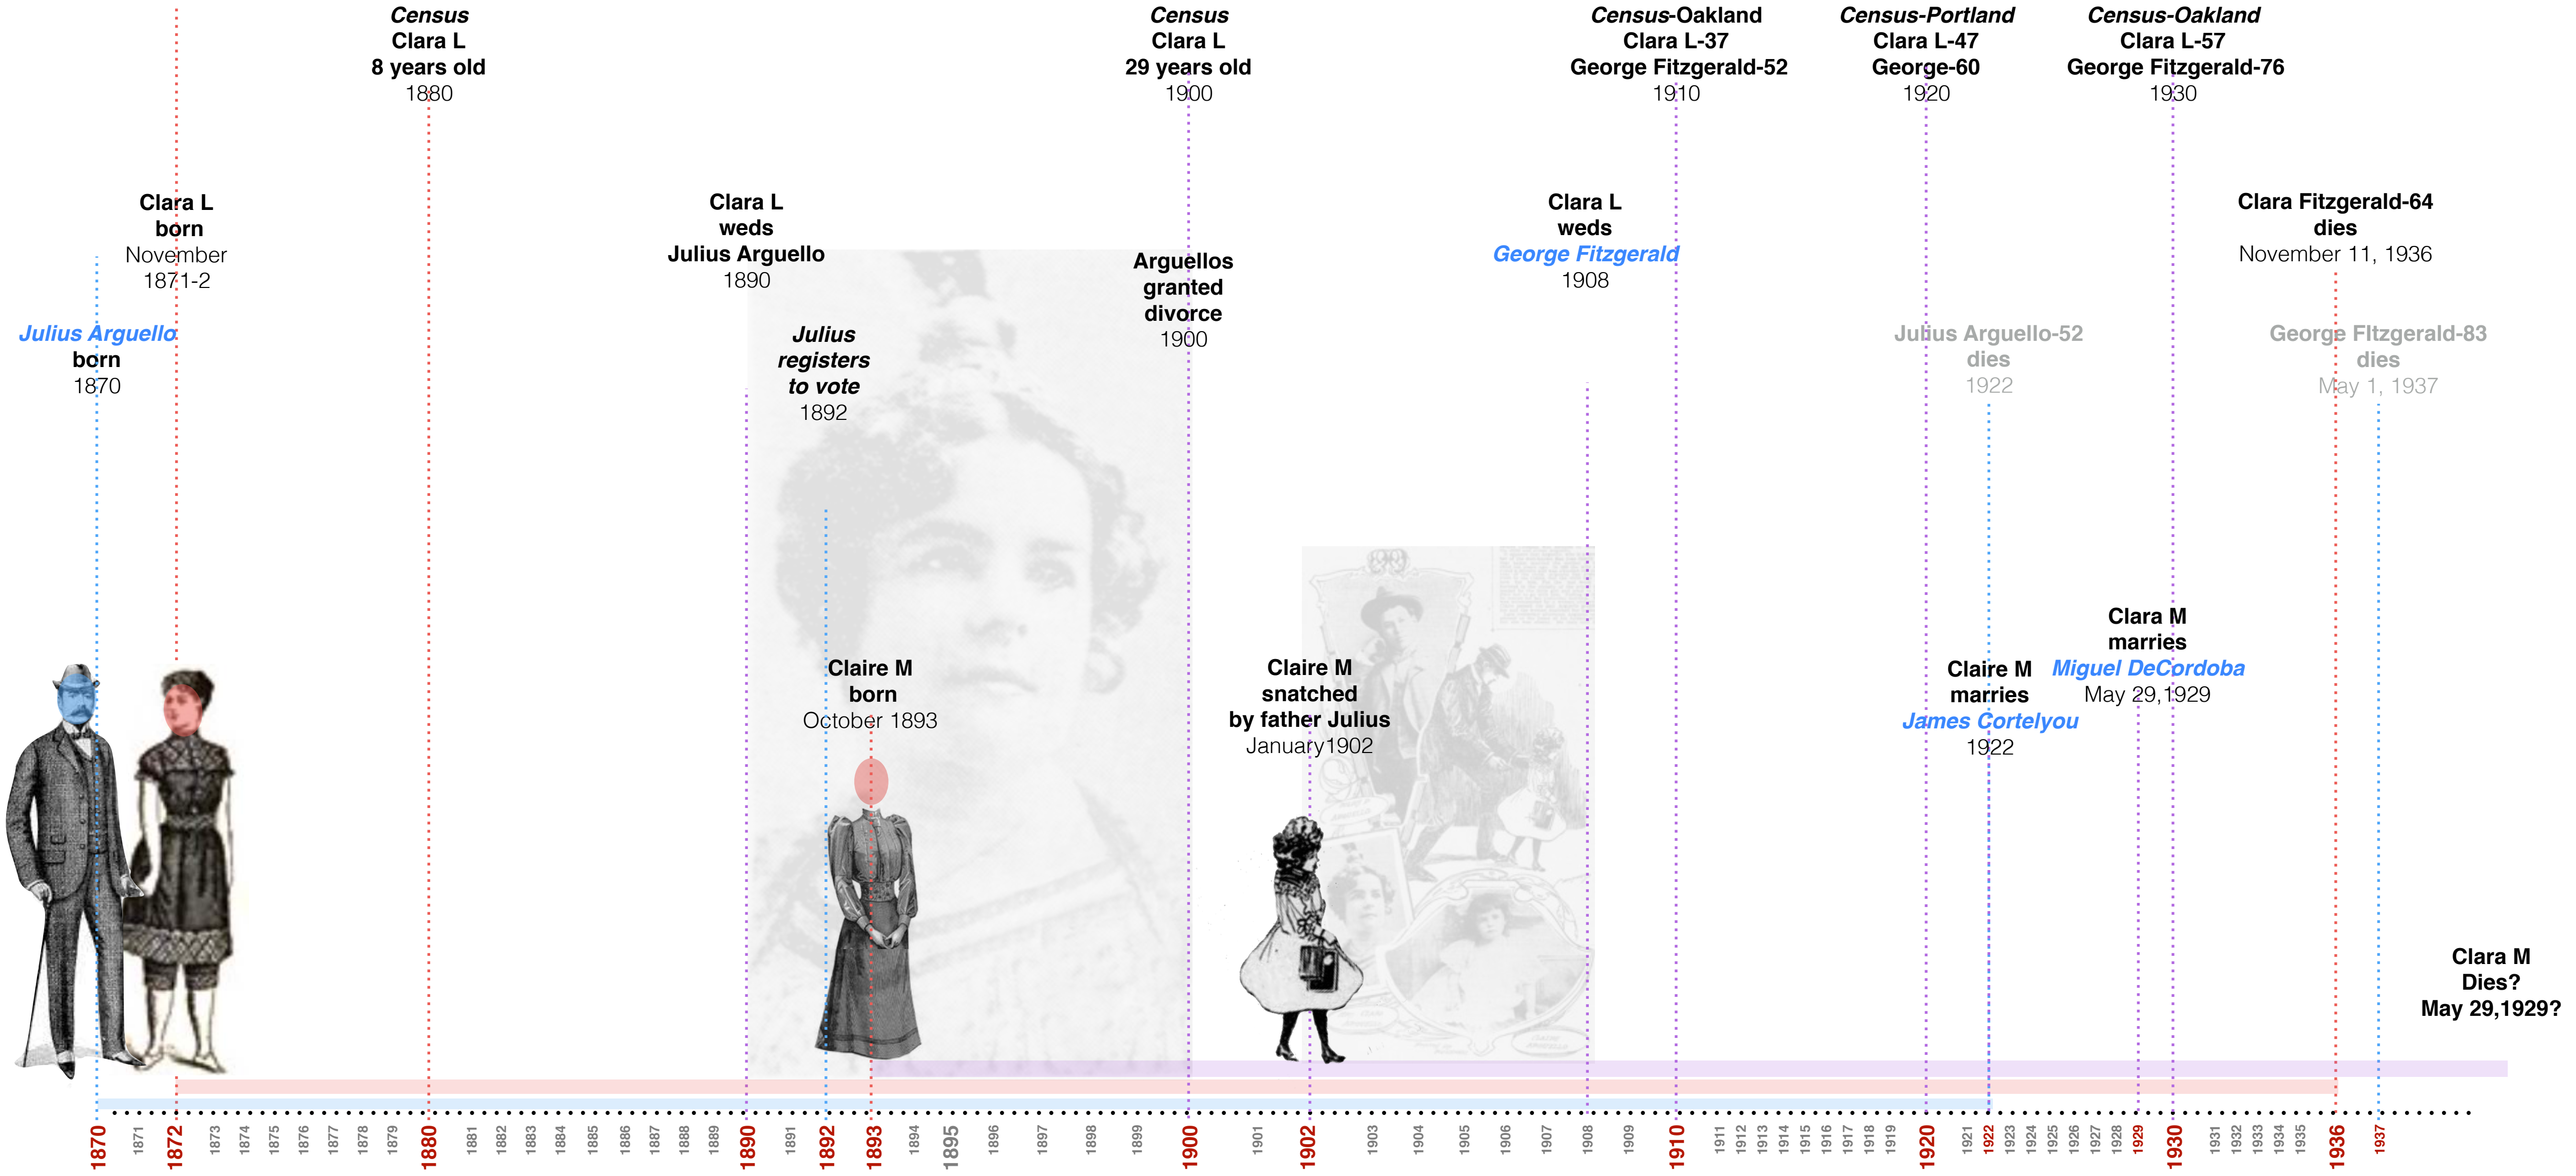 Census
Clara L
8 years old
1880
Census
Clara L
29 years old
1900
Census-Oakland
Clara L-37
George Fitzgerald-52
1910
Census-Portland
Clara L-47
George-60
1920
Census-Oakland
Clara L-57
George Fitzgerald-76
1930
Clara L
born
November
1871-2
Julius Arguello
born
1870
Clara L
weds
Julius Arguello
1890
Julius
registers
to vote
1892
Arguellos
granted
divorce
1900
Clara L
weds
George Fitzgerald
1908
Clara Fitzgerald-64
dies
November 11, 1936
Julius Arguello-52
dies
1922
George FItzgerald-83
dies
May 1, 1937
Claire M
born
October 1893
Claire M
snatched
by father Julius
January1902
Claire M
marries
James Cortelyou
1922
Clara M
marries
Miguel DeCordoba
May 29,1929
Clara M
Dies?
May 29,1929?
1870
1871
1872
1873
1874
1875
1876
1877
1878
1879
1880
1881
1882
1883
1884
1885
1886
1887
1888
1889
1890
1891
1892
1893
1894
1895
1896
1897
1898
1899
1900
1901
1902
1903
1904
1905
1906
1907
1908
1909
1910
1911
1912
1913
1914
1915
1916
1917
1918
1919
1920
1921
1922
1923
1924
1925
1926
1927
1928
1929
1930
1931
1932
1933
1934
1935
1936
1937